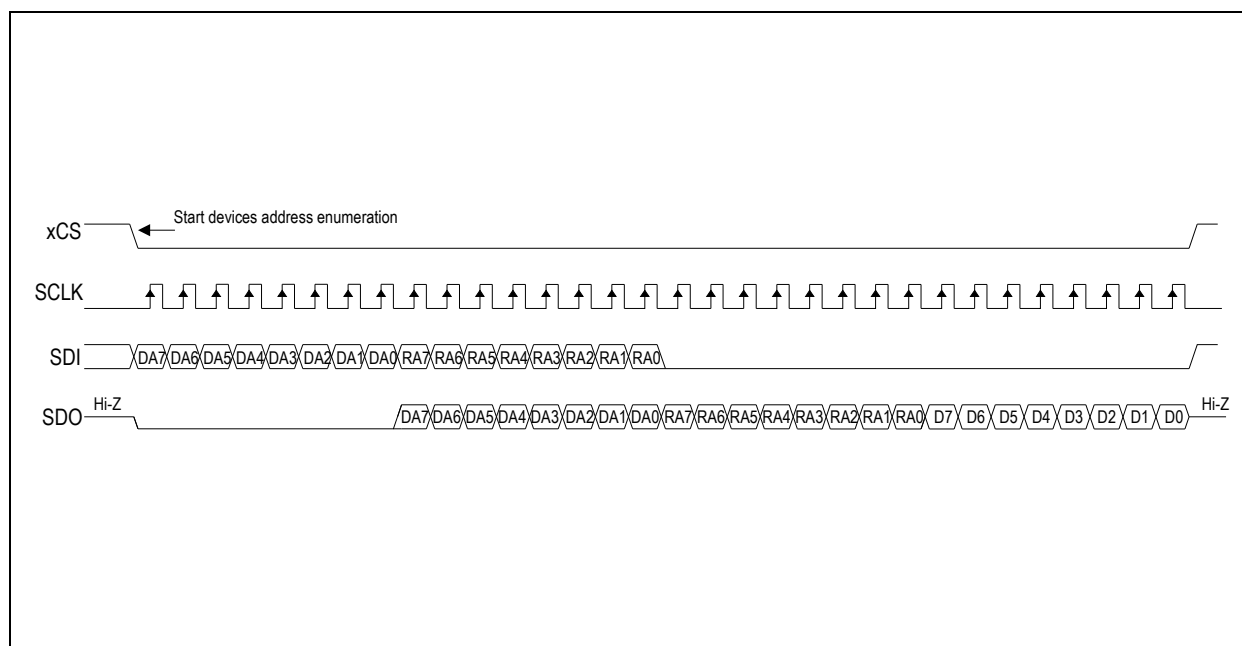 Start devices address enumeration
xCS
SCLK
SDI DA7 DA6 DA5 DA4 DA3 DA2 DA1 DA0 RA7 RA6 RA5 RA4 RA3 RA2 RA1 RA0
Hi-Z Hi-Z
SDO DA7 DA6 DA5 DA4 DA3 DA2 DA1 DA0 RA7 RA6 RA5 RA4 RA3 RA2 RA1 RA0 D7 D6 D5 D4 D3 D2 D1 D0